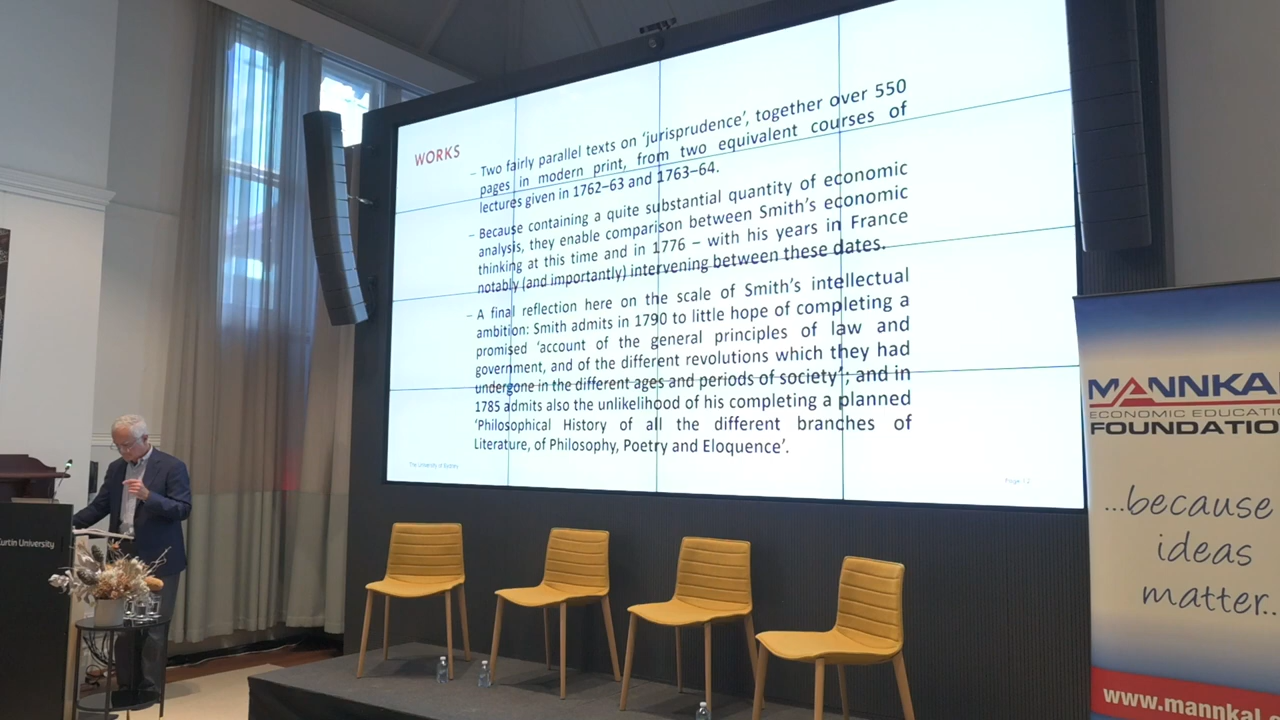 WORKS
– Two fairly parallel texts on ‘jurisprudence’, together over 550
pages in modern print, from two equivalent courses of
lectures given in 1762–63 and 1763–64.
– Because containing a quite substantial quantity of economic
analysis, they enable comparison between Smith’s economic
thinking at this time and in 1776 – with his years in France
notably (and importantly) intervening between these dates.
– A final reflection here on the scale of Smith’s intellectual
ambition: Smith admits in 1790 to little hope of completing a
promised ‘account of the general principles of law and
government, and of the different revolutions which they had
undergone in the different ages and periods of society’; and in
1785 admits also the unlikelihood of his completing a planned
‘Philosophical History of all the different branches of
Literature, of Philosophy, Poetry and Eloquence’.
The University of Sydney
Page 12
urtin University
MANNKA
ECONOMIC EDUCATI
FOUNDATIO
...because
ideas
matter...
www.mannkal.